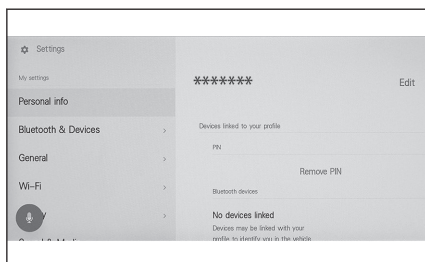 Settings
My settings
Personal info
Bluetooth & Devices
General
Wi-Fi
*******
Edit
Devices linked to your profile
PIN
Remove PIN
Bluetooth devices
No devices linked
Devices may be linked with your
profile to identify you in the vehicle